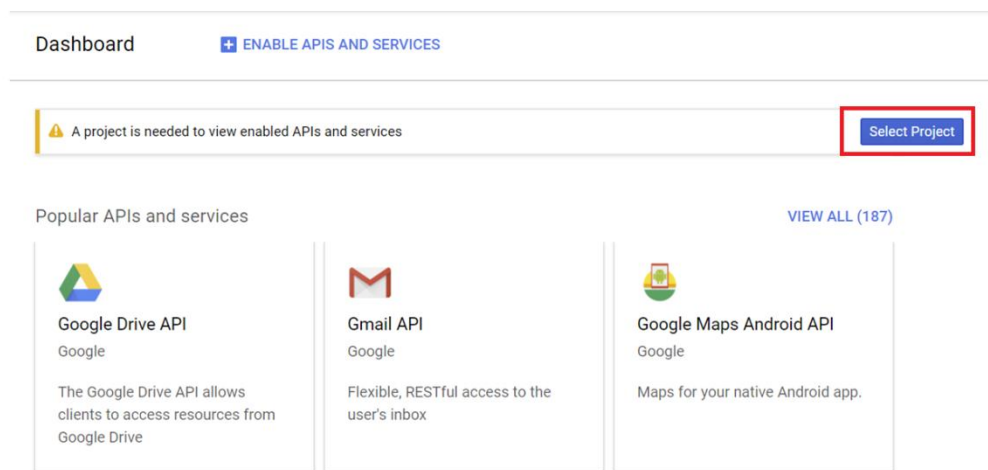 Dashboard
ENABLE APIS AND SERVICES
A project is needed to view enabled APIs and services
Select Project
Popular APIs and services
VIEW ALL (187)
Google Drive API
Google
The Google Drive API allows
clients to access resources from
Google Drive
Gmail API
Google
Flexible, RESTful access to the
user's inbox
Google Maps Android API
Google
Maps for your native Android app.